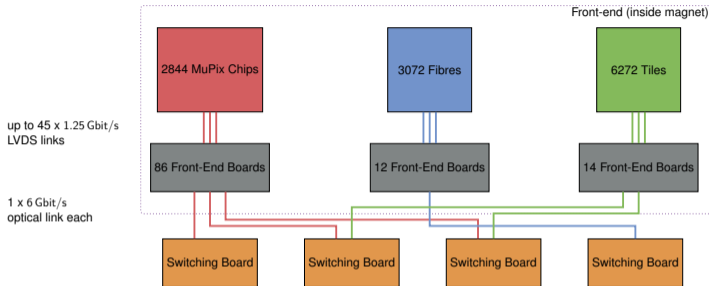 Front-end (inside magnet)
2844 MuPix Chips
3072 Fibres
6272 Tiles
up to 45 x 1.25 Gbit/s
LVDS links
86 Front-End Boards
12 Front-End Boards
14 Front-End Boards
1 x 6 Gbit/s
optical link each
Switching Board
Switching Board
Switching Board
Switching Board